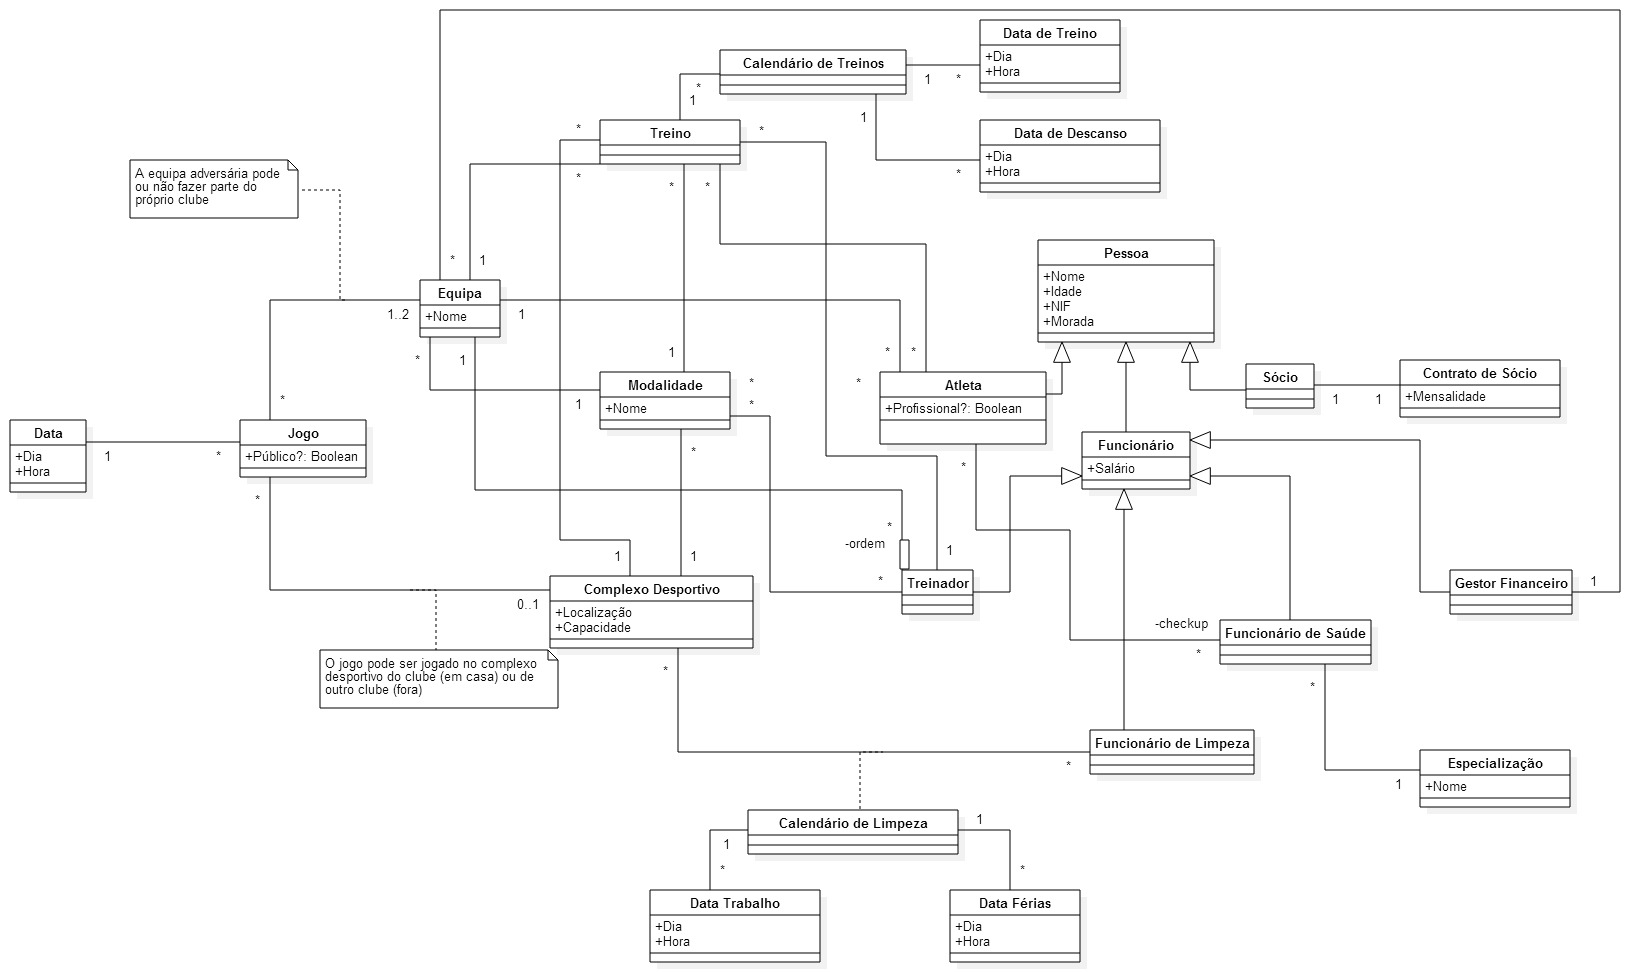 Data de Treino
+Dia
+Hora
Calendário de Treinos
1
*
*
1
1
Treino
*
*
Data de Descanso
+Dia
+Hora
*
A equipa adversária pode
ou não fazer parte do
próprio clube
*
*
*
Pessoa
+Nome
+Idade
+NIF
+Morada
*
1
Equipa
+Nome
1..2
1
*
1
1
*
*
*
*
*
Modalidade
+Nome
*
1
Atleta
+Profissional?: Boolean
Sócio
1
1
Contrato de Sócio
+Mensalidade
*
Data
+Dia
+Hora
1
*
Jogo
+Público?: Boolean
*
Funcionário
+Salário
*
*
*
-ordem
1
1
1
*
Treinador
Complexo Desportivo
+Localização
+Capacidade
0..1
Gestor Financeiro
1
-checkup
*
Funcionário de Saúde
*
O jogo pode ser jogado no complexo
desportivo do clube (em casa) ou de
outro clube (fora)
*
Funcionário de Limpeza
*
Especialização
+Nome
1
Calendário de Limpeza
1
1
*
*
Data Trabalho
+Dia
+Hora
Data Férias
+Dia
+Hora